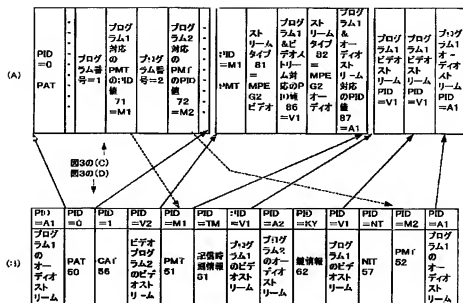 (A)
PID
=0
PAT
プログラム番
号=1
プログ
ラム1
対応
のPMT
のPID
値
71
=M1
プログ
ラム番
号=2
プログ
ラム2
対応
のPMT
のPID
値
72
=M2
PID
=M1
PMT
スト
リーム
タイプ
81
=MPE
G2
ビデオ
プログ
ラム1
ビデオス
トリーム
対応
のPID
値
86
=V1
スト
リーム
タイプ
82
=MPE
G2
オー
ディオ
オー
ディオ
ストリ
ーム
対応
のPID
値
87
=A1
プログ
ラム1
ビデオ
ストリ
ーム
PID
=V1
プログ
ラム1
ビデオ
ストリ
ーム
PID
=V1
プログ
ラム1
オーデ
ィオ
ストリ
ーム
PID
=A1
図3の(C)
図3の(D)
PID
=A1
プログ
ラム1
の
オー
ディオ
ストリ
ーム
PID
=0
PAT
50
PID
=1
CAT
56
PID
=V2
ビデオ
プログ
ラム2の
ビデオ
ストリ
ーム
PID
=M1
PMT
51
PID
=TM
61
PID
=V1
プログ
ラム1の
ビデオ
ストリ
ーム
PID
=A2
プログ
ラム2
のオー
ディオ
ストリ
ーム
PID
=KY
鍵情報
62
PID
=V1
プログ
ラム1の
ビデオ
ストリ
ーム
PID
=NT
NIT
57
PID
=M2
PMT
52
PID
=A1
プログ
ラム1
の
オー
ディオ
ストリ
ーム